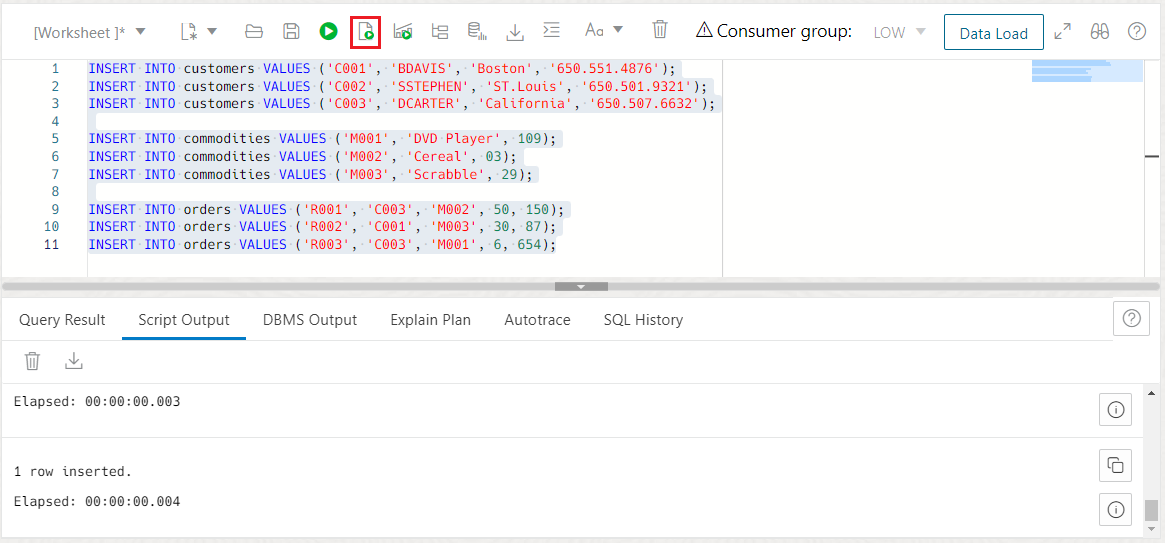 [Worksheet ]* Aa Consumer group: LOW Data Load
1 INSERT INTO customers VALUES ('C001', 'BDAVIS', 'Boston', '650.551.4876');
2 INSERT INTO customers VALUES ('C002', 'SSTEPHEN', 'ST.Louis', '650.501.9321');
3 INSERT INTO customers VALUES ('C003', 'DCARTER', 'California', '650.507.6632');
4
5 INSERT INTO commodities VALUES ('M001', 'DVD Player', 109);
6 INSERT INTO commodities VALUES ('M002', 'Cereal', 03);
7 INSERT INTO commodities VALUES ('M003', 'Scrabble', 29);
8
9 INSERT INTO orders VALUES ('R001', 'C003', 'M002', 50, 150);
10 INSERT INTO orders VALUES ('R002', 'C001', 'M003', 30, 87);
11 INSERT INTO orders VALUES ('R003', 'C003', 'M001', 6, 654);
Query Result Script Output DBMS Output Explain Plan Autotrace SQL History
Elapsed: 00:00:00.003
1 row inserted.
Elapsed: 00:00:00.004